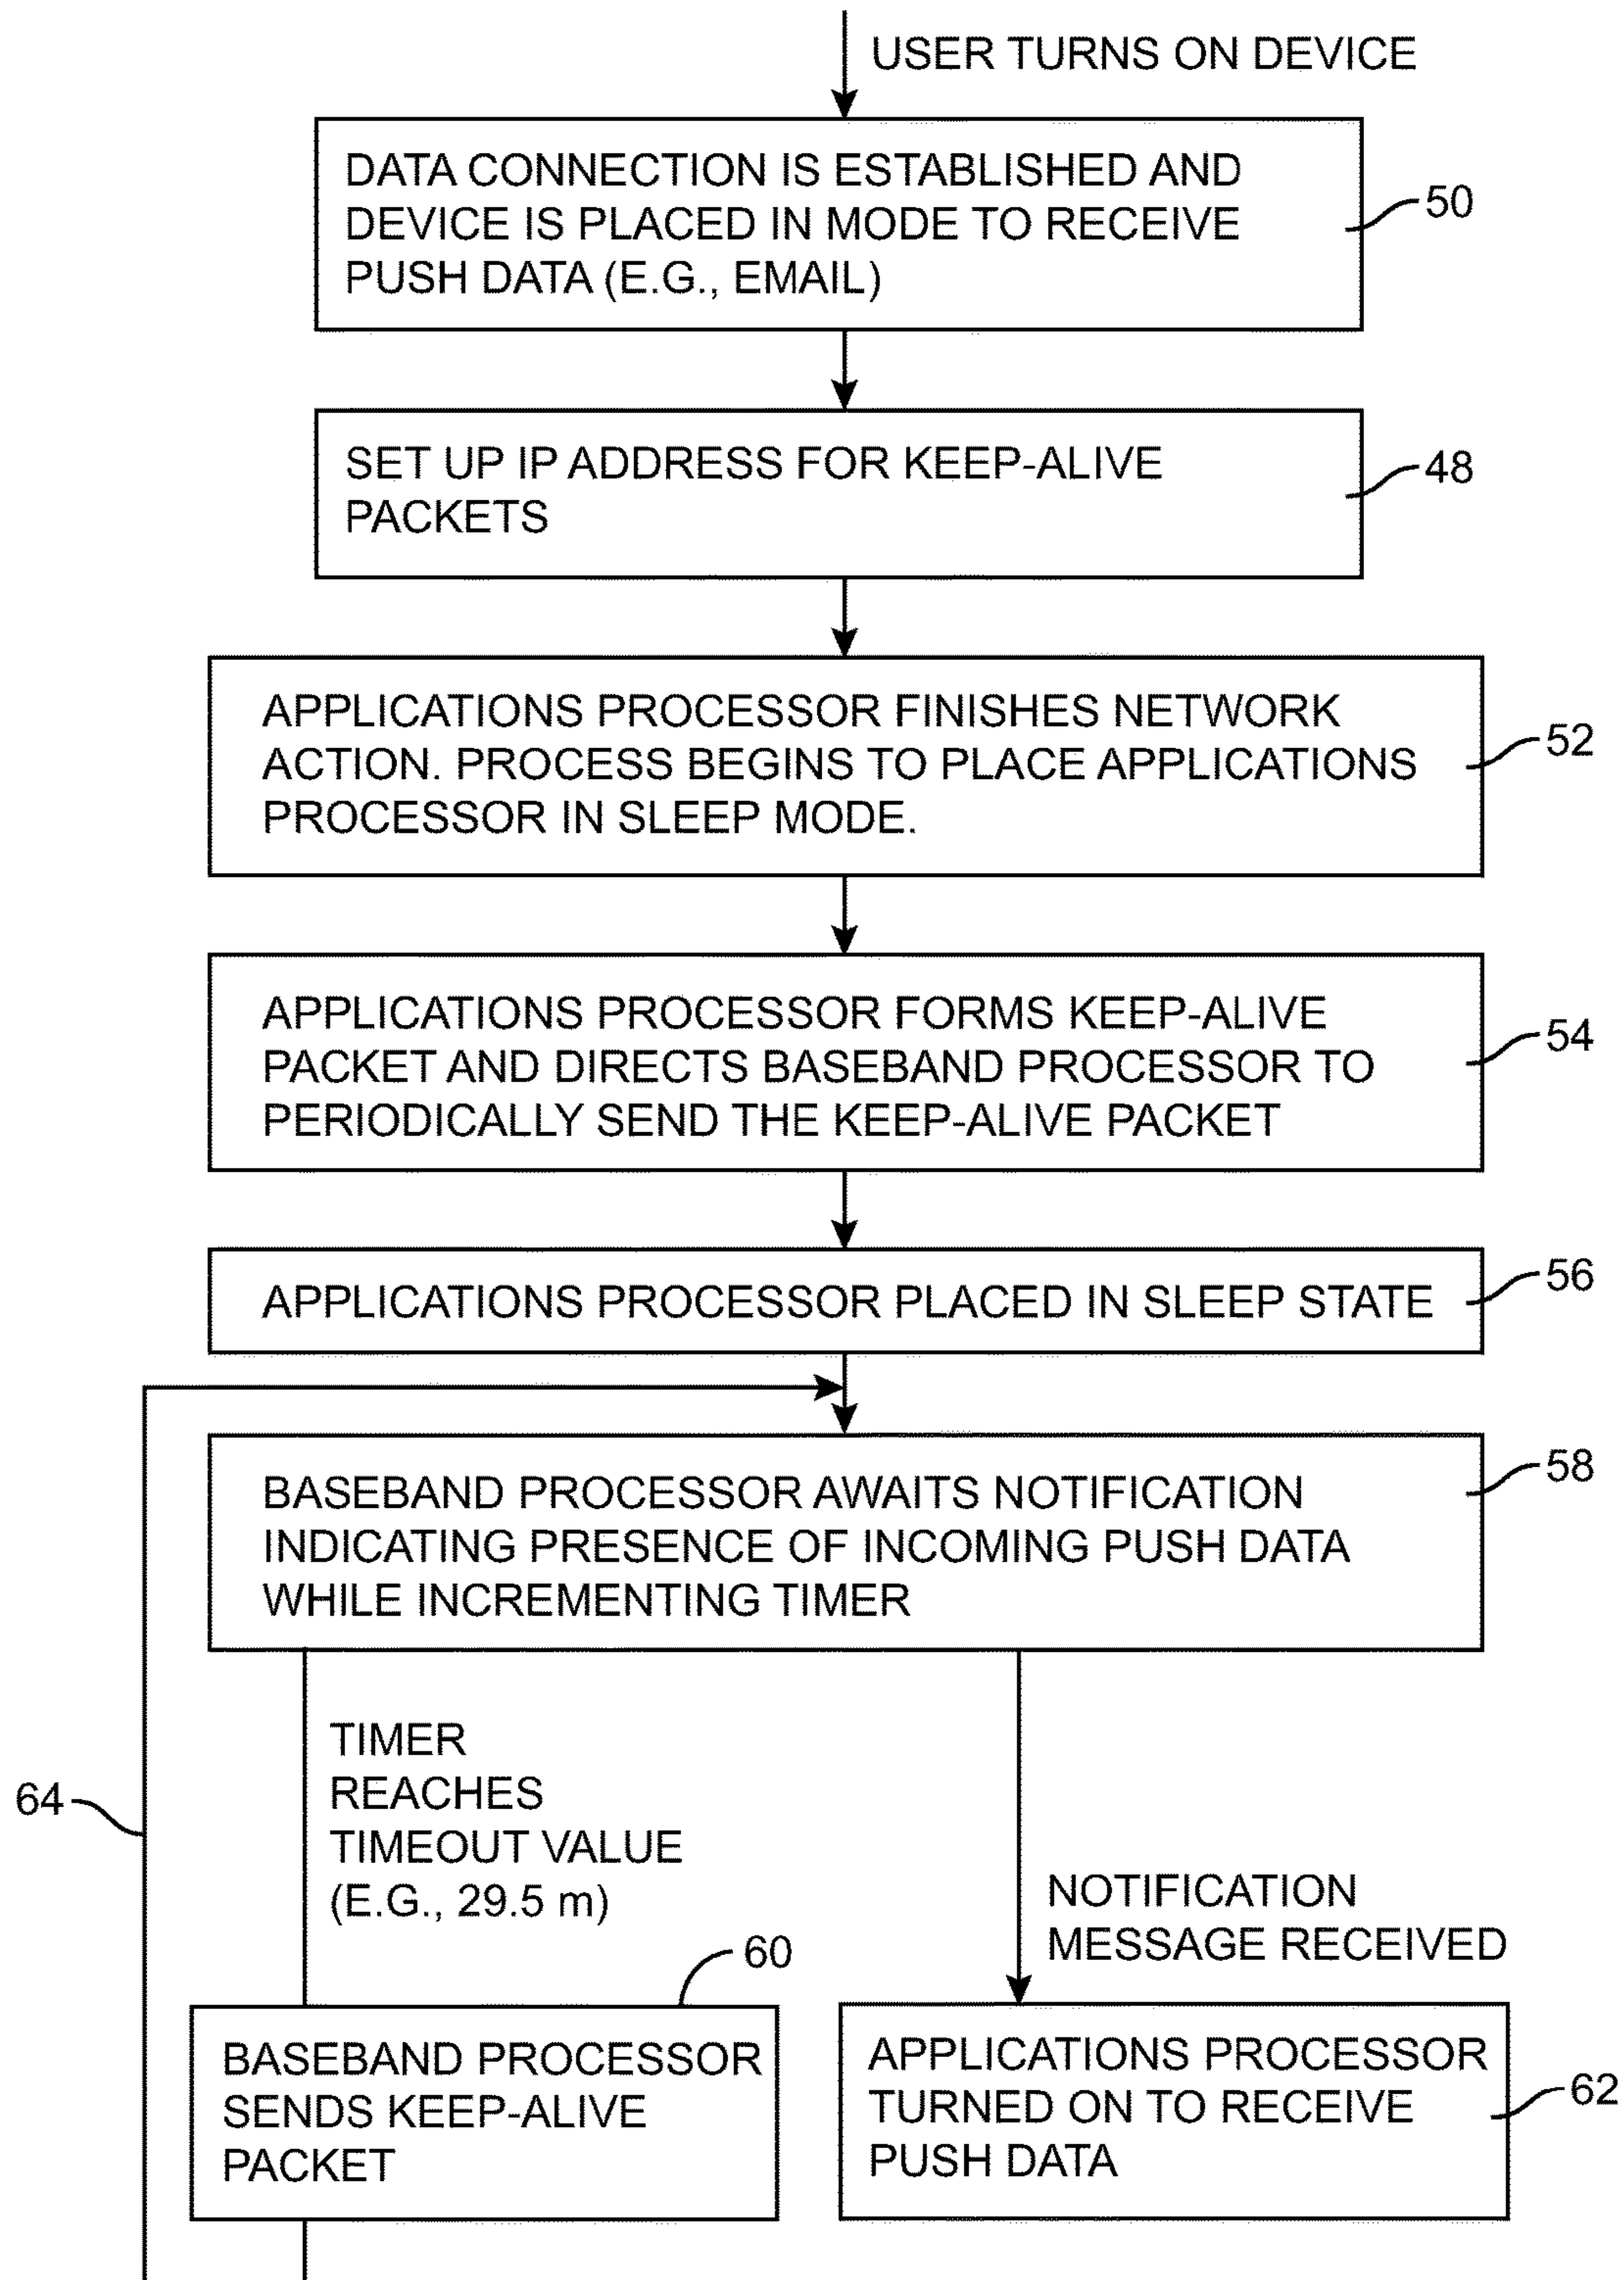 USER TURNS ON DEVICE
DATA CONNECTION IS ESTABLISHED AND
DEVICE IS PLACED IN MODE TO RECEIVE
PUSH DATA (E.G., EMAIL)
50
SET UP IP ADDRESS FOR KEEP-ALIVE
PACKETS
48
APPLICATIONS PROCESSOR FINISHES NETWORK
ACTION. PROCESS BEGINS TO PLACE APPLICATIONS
PROCESSOR IN SLEEP MODE.
52
APPLICATIONS PROCESSOR FORMS KEEP-ALIVE
PACKET AND DIRECTS BASEBAND PROCESSOR TO
PERIODICALLY SEND THE KEEP-ALIVE PACKET
54
APPLICATIONS PROCESSOR PLACED IN SLEEP STATE
56
BASEBAND PROCESSOR AWAITS NOTIFICATION
INDICATING PRESENCE OF INCOMING PUSH DATA
WHILE INCREMENTING TIMER
58
64
TIMER
REACHES
TIMEOUT VALUE
(E.G., 29.5 m)
NOTIFICATION
MESSAGE RECEIVED
60
BASEBAND PROCESSOR
SENDS KEEP-ALIVE
PACKET
APPLICATIONS PROCESSOR
TURNED ON TO RECEIVE
PUSH DATA
62